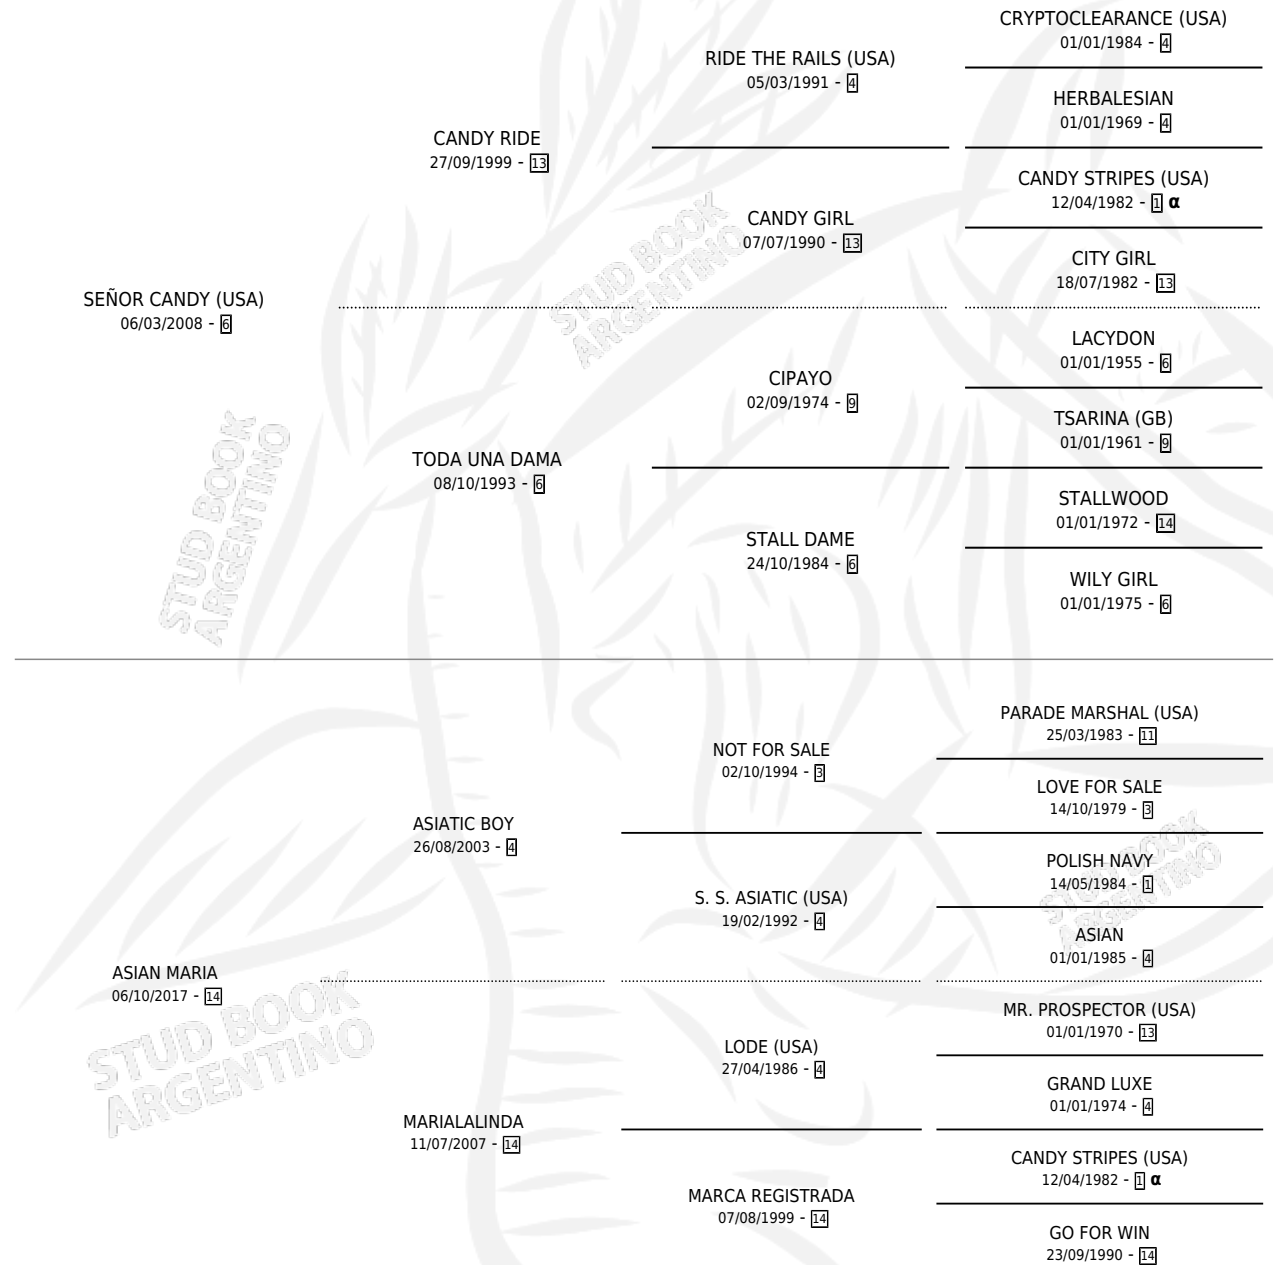 CRYPTOCLEARANCE (USA)
01/01/1984 - 4
RIDE THE RAILS (USA)
05/03/1991 - 4
HERBALESIAN
01/01/1969 - 4
CANDY RIDE
27/09/1999 - 13
CANDY STRIPES (USA)
12/04/1982 - 1 α
CANDY GIRL
07/07/1990 - 13
CITY GIRL
18/07/1982 - 13
SEÑOR CANDY (USA)
06/03/2008 - 6
STUD BOOK
ARGENTINO
LACYDON
01/01/1955 - 6
CIPAYO
02/09/1974 - 9
TSARINA (GB)
01/01/1961 - 9
TODA UNA DAMA
08/10/1993 - 6
STALLWOOD
01/01/1972 - 14
STALL DAME
24/10/1984 - 6
WILY GIRL
01/01/1975 - 6
STUD BOOK
ARGENTINO
PARADE MARSHAL (USA)
25/03/1983 - 11
NOT FOR SALE
02/10/1994 - 3
LOVE FOR SALE
14/10/1979 - 3
ASIATIC BOY
26/08/2003 - 4
POLISH NAVY
14/05/1984 - 1
S. S. ASIATIC (USA)
19/02/1992 - 4
STUD BOOK
ARGENTINO
ASIAN
01/01/1985 - 4
ASIAN MARIA
06/10/2017 - 14
STUD BOOK
ARGENTINO
MR. PROSPECTOR (USA)
01/01/1970 - 13
LODE (USA)
27/04/1986 - 4
GRAND LUXE
01/01/1974 - 4
MARIALALINDA
11/07/2007 - 14
CANDY STRIPES (USA)
12/04/1982 - 1 α
MARCA REGISTRADA
07/08/1999 - 14
GO FOR WIN
23/09/1990 - 14